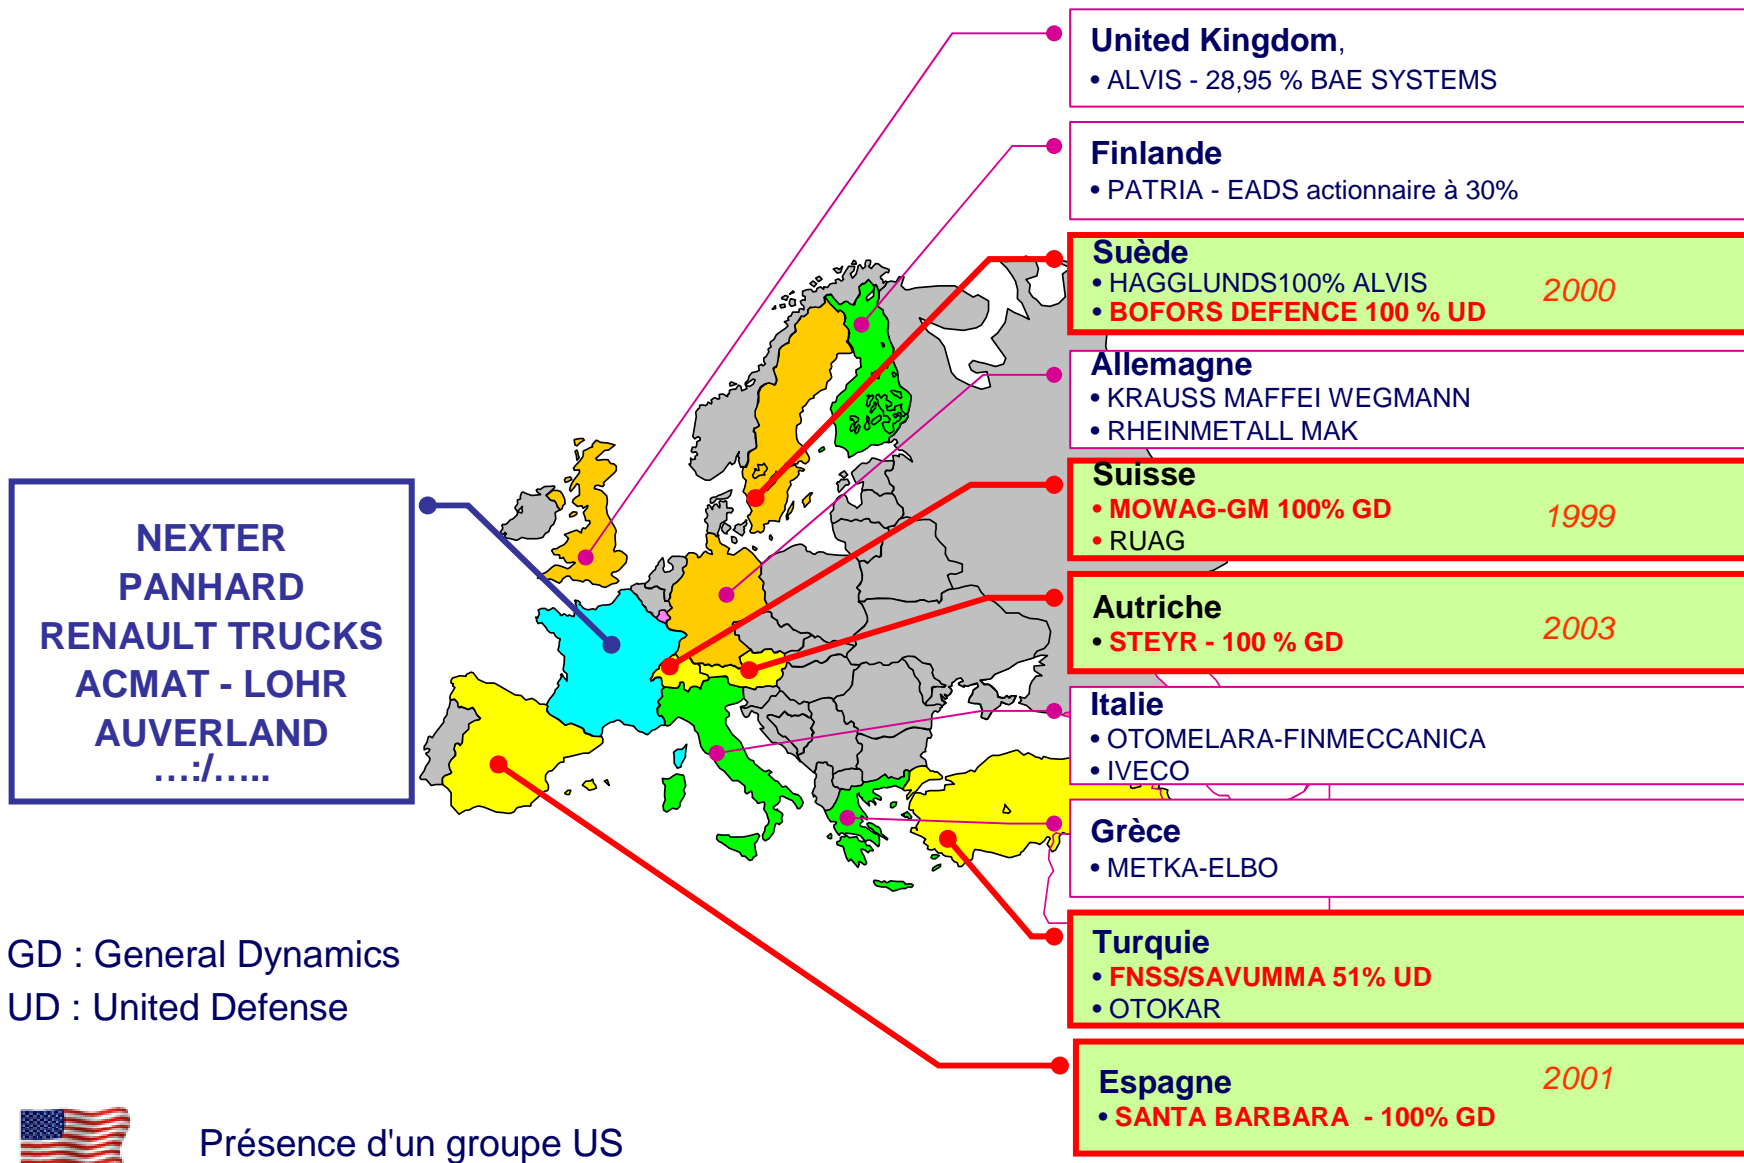 United Kingdom,
• ALVIS - 28,95 % BAE SYSTEMS
Finlande
• PATRIA - EADS actionnaire à 30%
Suède
• HAGGLUNDS100% ALVIS
• BOFORS DEFENCE 100 % UD
2000
Allemagne
• KRAUSS MAFFEI WEGMANN
• RHEINMETALL MAK
Suisse
• MOWAG-GM 100% GD
• RUAG
1999
Autriche
• STEYR - 100 % GD
2003
Italie
• OTOMELARA-FINMECCANICA
• IVECO
Grèce
• METKA-ELBO
Turquie
• FNSS/SAVUMMA 51% UD
• OTOKAR
Espagne
• SANTA BARBARA - 100% GD
2001
NEXTER
PANHARD
RENAULT TRUCKS
ACMAT - LOHR
AUVERLAND
…:/…..
GD : General Dynamics
UD : United Defense
Présence d'un groupe US